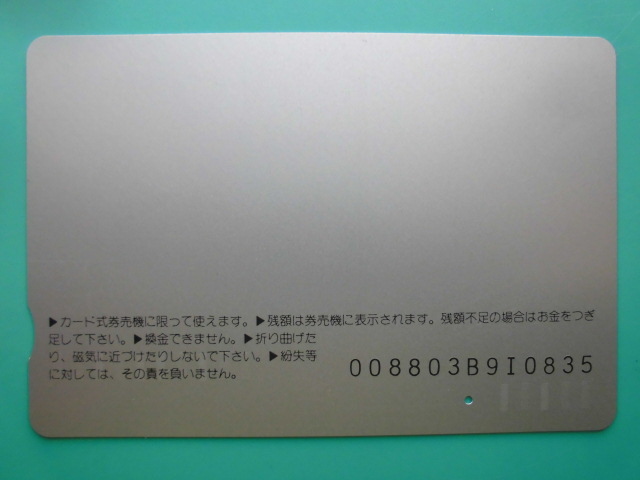 ▶カード式券売機に限って使えます。▶残額は券売機に表示されます。残額不足の場合はお金をつぎ
足して下さい。▶換金できません。▶折り曲げた
り、磁気に近づけたりしないで下さい。▶紛失等
に対しては、その責を負いません。
008803B9I0835